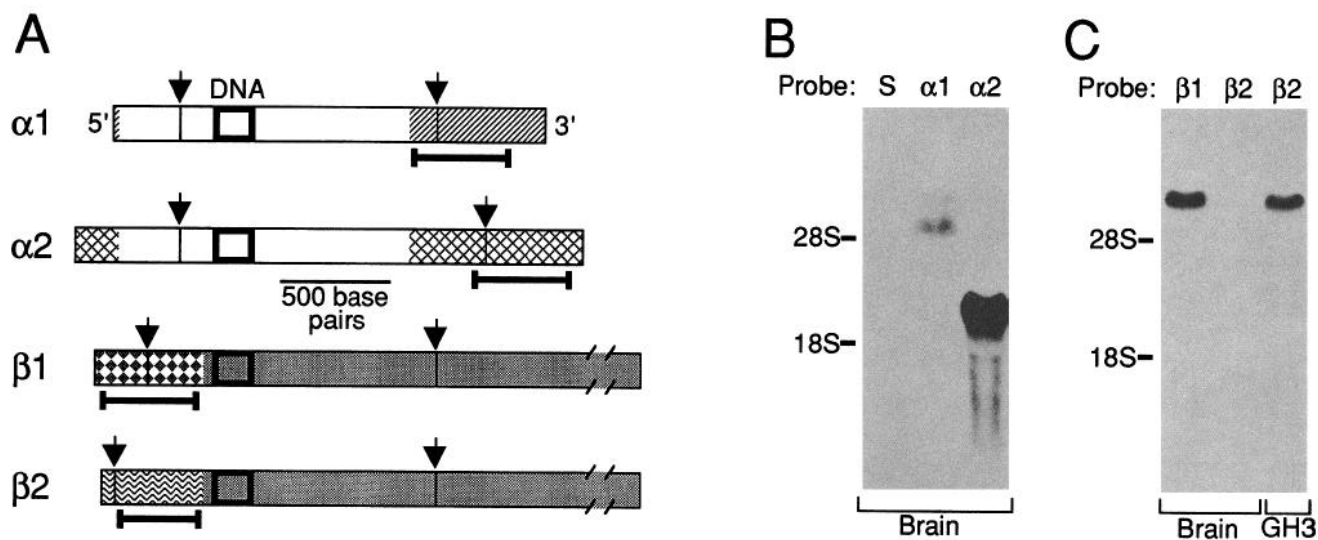 A
DNA
α1 5' 3'
α2
500 base
pairs
β1
β2
B
Probe: S α1 α2
28S
18S
Brain
C
Probe: β1 β2 β2
28S
18S
Brain GH3